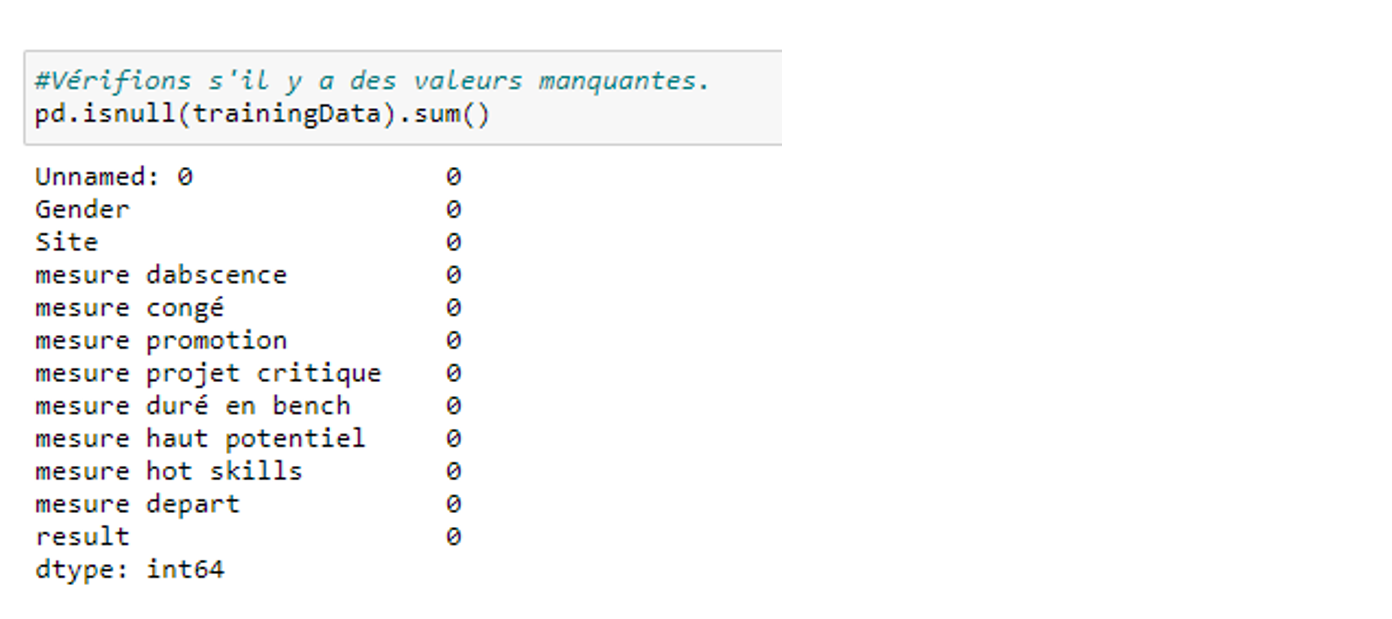 #Vérifions s'il y a des valeurs manquantes.
pd.isnull(trainingData).sum()
Unnamed: 0 0
Gender 0
Site 0
mesure dabscence 0
mesure congé 0
mesure promotion 0
mesure projet critique 0
mesure duré en bench 0
mesure haut potentiel 0
mesure hot skills 0
mesure depart 0
result 0
dtype: int64